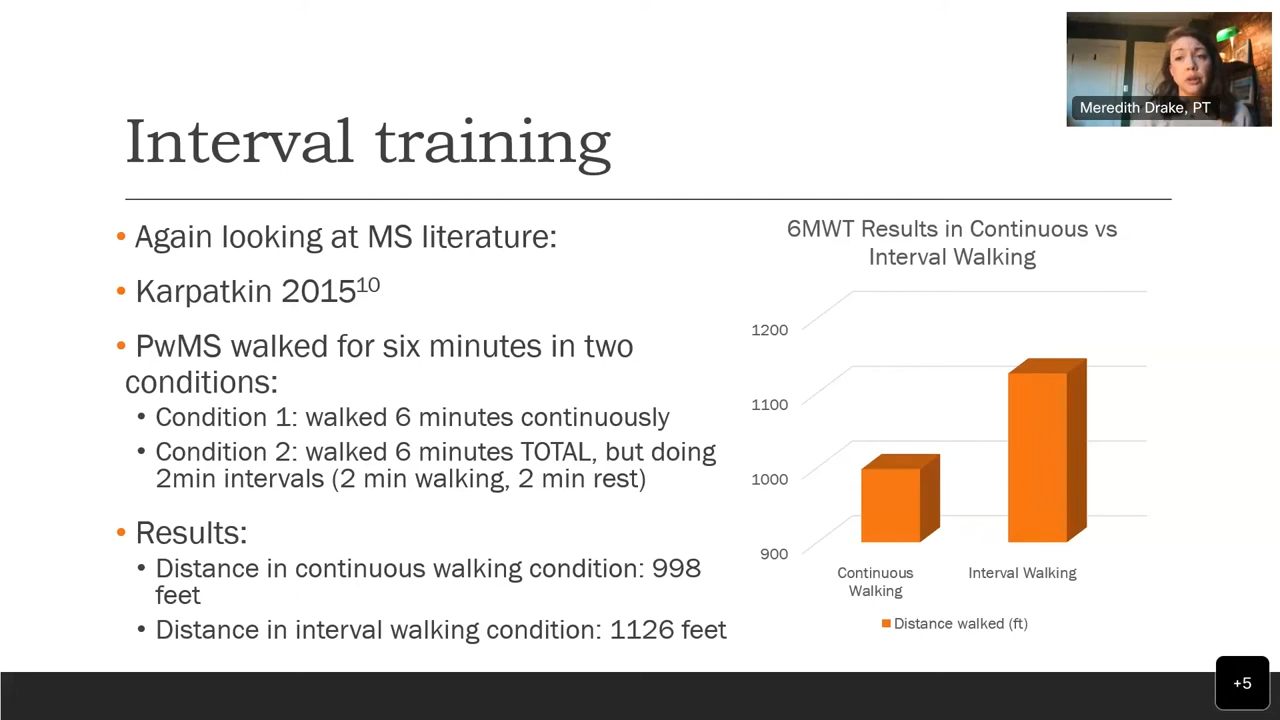 Meredith Drake, PT
Interval training
• Again looking at MS literature:
• Karpatkin 2015¹⁰
• PwMS walked for six minutes in two
conditions:
• Condition 1: walked 6 minutes continuously
• Condition 2: walked 6 minutes TOTAL, but doing
2min intervals (2 min walking, 2 min rest)
• Results:
• Distance in continuous walking condition: 998
feet
• Distance in interval walking condition: 1126 feet
6MWT Results in Continuous vs
Interval Walking
1200
1100
1000
900
Continuous
Walking
Interval Walking
Distance walked (ft)
+5